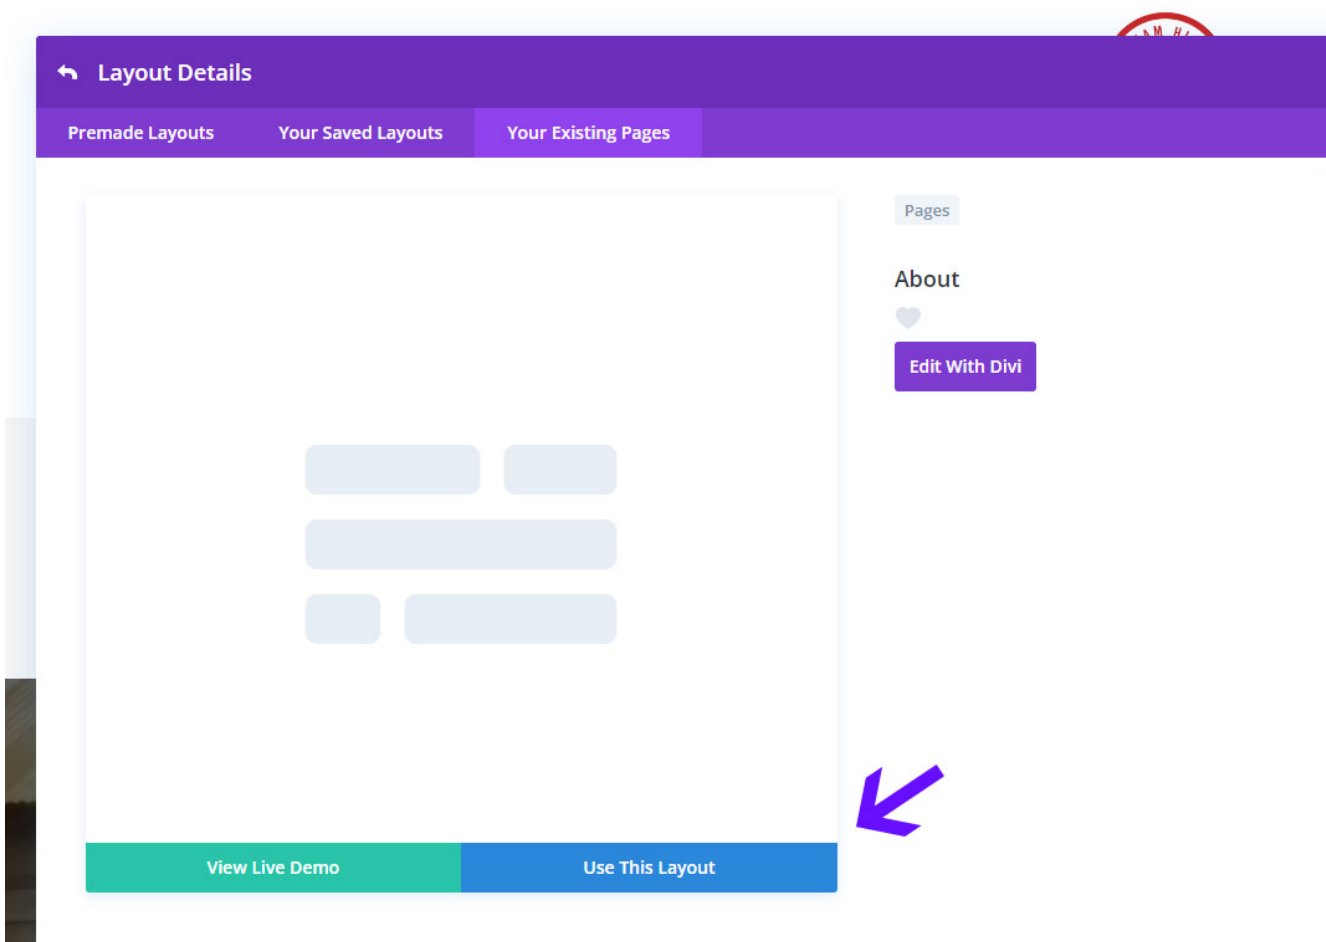 Layout Details
Premade Layouts
Your Saved Layouts
Your Existing Pages
Pages
About
Edit With Divi
View Live Demo
Use This Layout